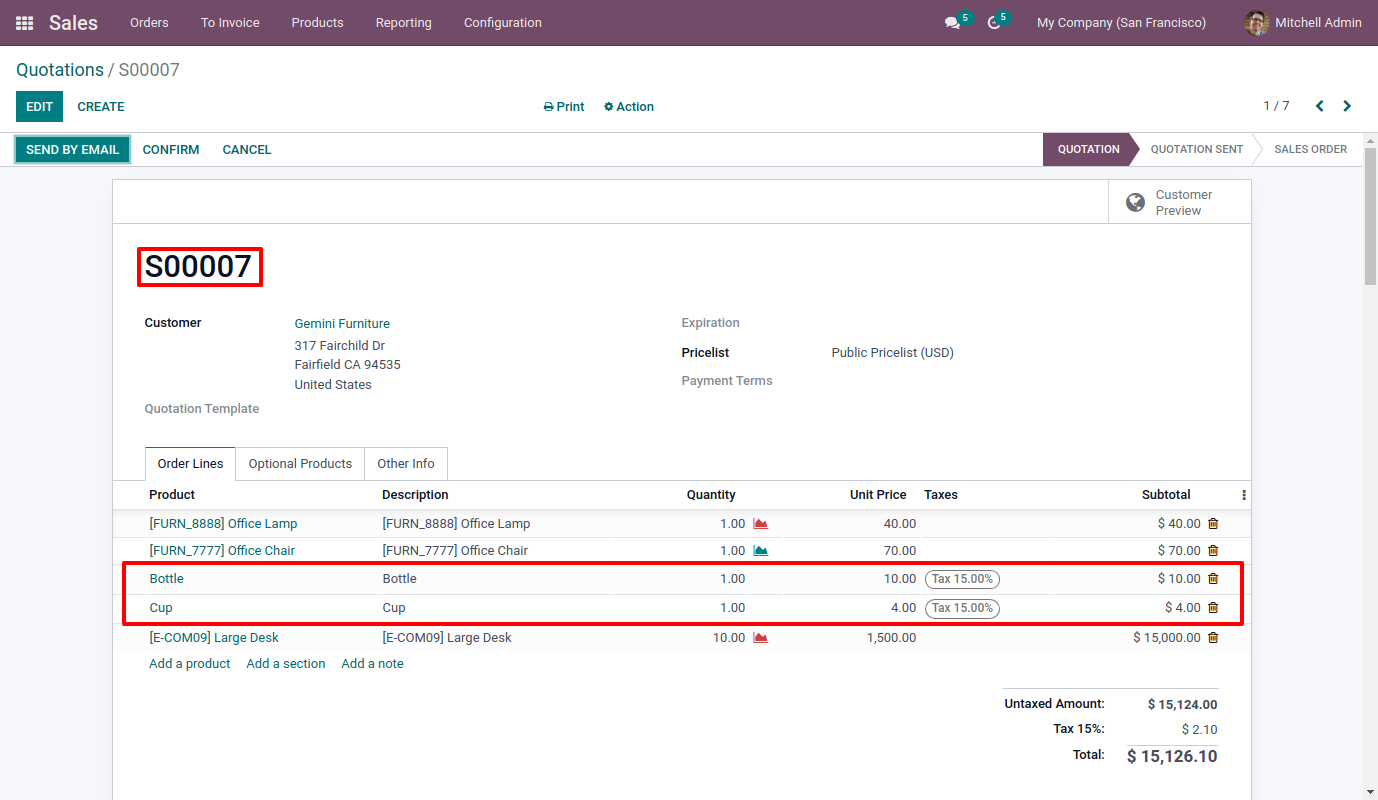 Sales Orders To Invoice Products Reporting Configuration 5 5 My Company (San Francisco) Mitchell Admin
Quotations / S00007
EDIT CREATE Print Action 1 / 7
SEND BY EMAIL CONFIRM CANCEL QUOTATION QUOTATION SENT SALES ORDER
Customer
Preview
S00007
Customer Gemini Furniture Expiration
317 Fairchild Dr
Pricelist Public Pricelist (USD)
Fairfield CA 94535
United States Payment Terms
Quotation Template
Order Lines Optional Products Other Info
Product Description Quantity Unit Price Taxes Subtotal
[FURN_8888] Office Lamp [FURN_8888] Office Lamp 1.00 40.00 $ 40.00
[FURN_7777] Office Chair [FURN_7777] Office Chair 1.00 70.00 $ 70.00
Bottle Bottle 1.00 10.00 Tax 15.00% $ 10.00
Cup Cup 1.00 4.00 Tax 15.00% $ 4.00
[E-COM09] Large Desk [E-COM09] Large Desk 10.00 1,500.00 $ 15,000.00
Add a product Add a section Add a note
Untaxed Amount: $ 15,124.00
Tax 15%: $ 2.10
Total: $ 15,126.10